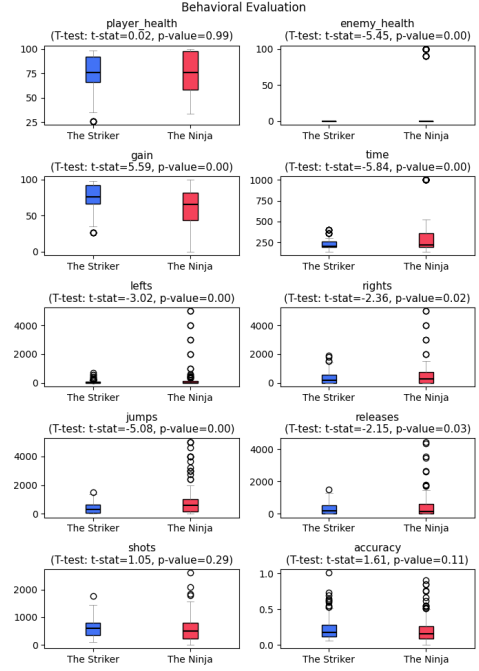 Behavioral Evaluation
player_health
(T-test: t-stat=0.02, p-value=0.99)
100
75
50
25
The Striker
The Ninja
enemy_health
(T-test: t-stat=-5.45, p-value=0.00)
100
50
0
The Striker
The Ninja
gain
(T-test: t-stat=5.59, p-value=0.00)
100
50
0
The Striker
The Ninja
time
(T-test: t-stat=-5.84, p-value=0.00)
1000
750
500
250
The Striker
The Ninja
lefts
(T-test: t-stat=-3.02, p-value=0.00)
4000
2000
0
The Striker
The Ninja
rights
(T-test: t-stat=-2.36, p-value=0.02)
4000
2000
0
The Striker
The Ninja
jumps
(T-test: t-stat=-5.08, p-value=0.00)
4000
2000
0
The Striker
The Ninja
releases
(T-test: t-stat=-2.15, p-value=0.03)
4000
2000
0
The Striker
The Ninja
shots
(T-test: t-stat=1.05, p-value=0.29)
2000
1000
0
The Striker
The Ninja
accuracy
(T-test: t-stat=1.61, p-value=0.11)
1.0
0.5
0.0
The Striker
The Ninja